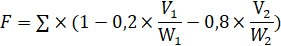 F = ∑ × (1 − 0,2 × V₁/W₁ − 0,8 × V₂/W₂)